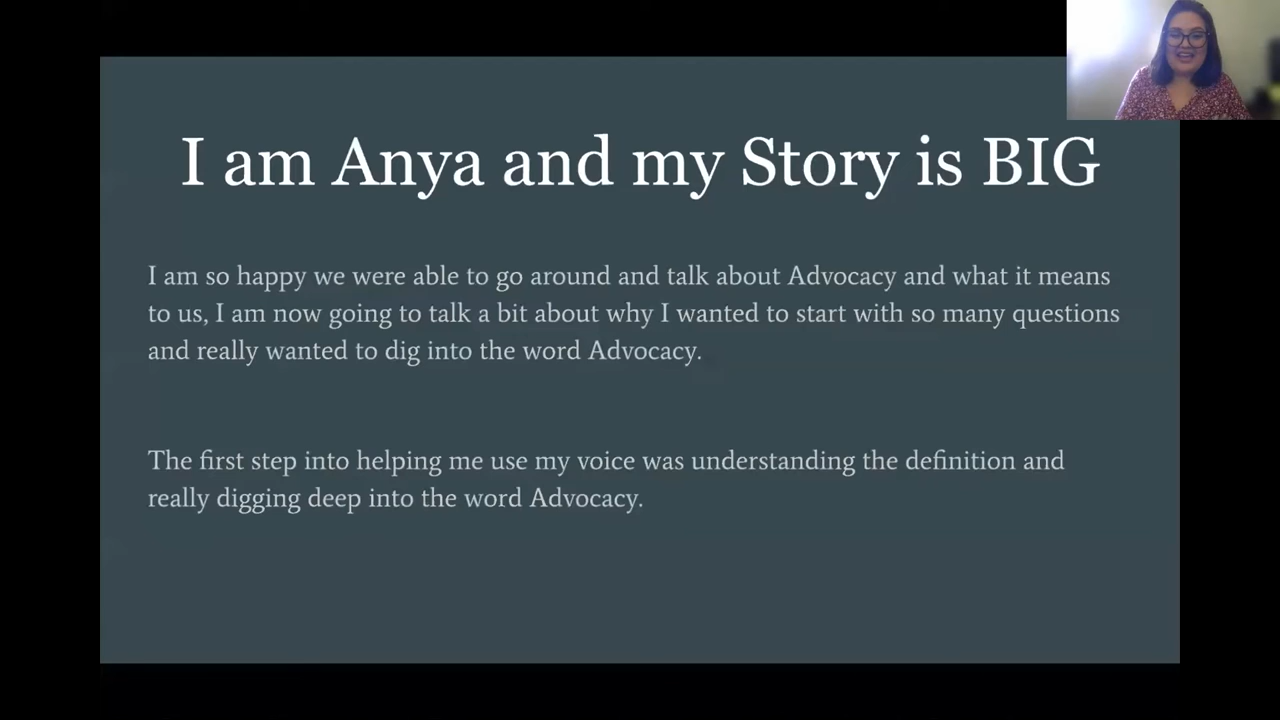 I am Anya and my Story is BIG
I am so happy we were able to go around and talk about Advocacy and what it means
to us, I am now going to talk a bit about why I wanted to start with so many questions
and really wanted to dig into the word Advocacy.
The first step into helping me use my voice was understanding the definition and
really digging deep into the word Advocacy.